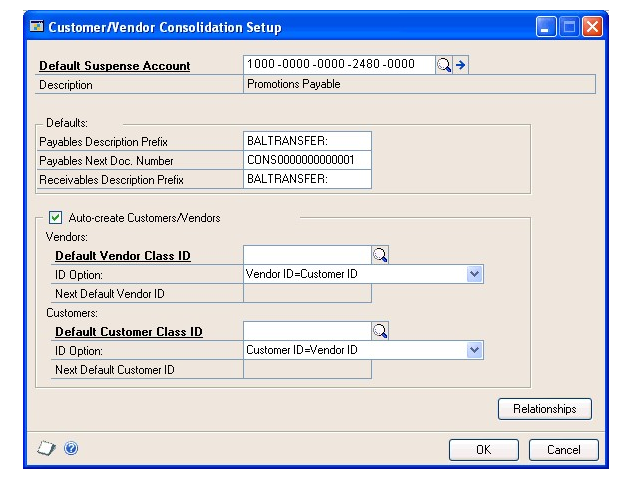 Customer/Vendor Consolidation Setup
Default Suspense Account 1000 -0000 -0000 -2480 -0000
Description Promotions Payable
Defaults:
Payables Description Prefix BALTRANSFER:
Payables Next Doc. Number CONS0000000000001
Receivables Description Prefix BALTRANSFER:
Auto-create Customers/Vendors
Vendors:
Default Vendor Class ID
ID Option: Vendor ID=Customer ID
Next Default Vendor ID
Customers:
Default Customer Class ID
ID Option: Customer ID=Vendor ID
Next Default Customer ID
Relationships
OK Cancel